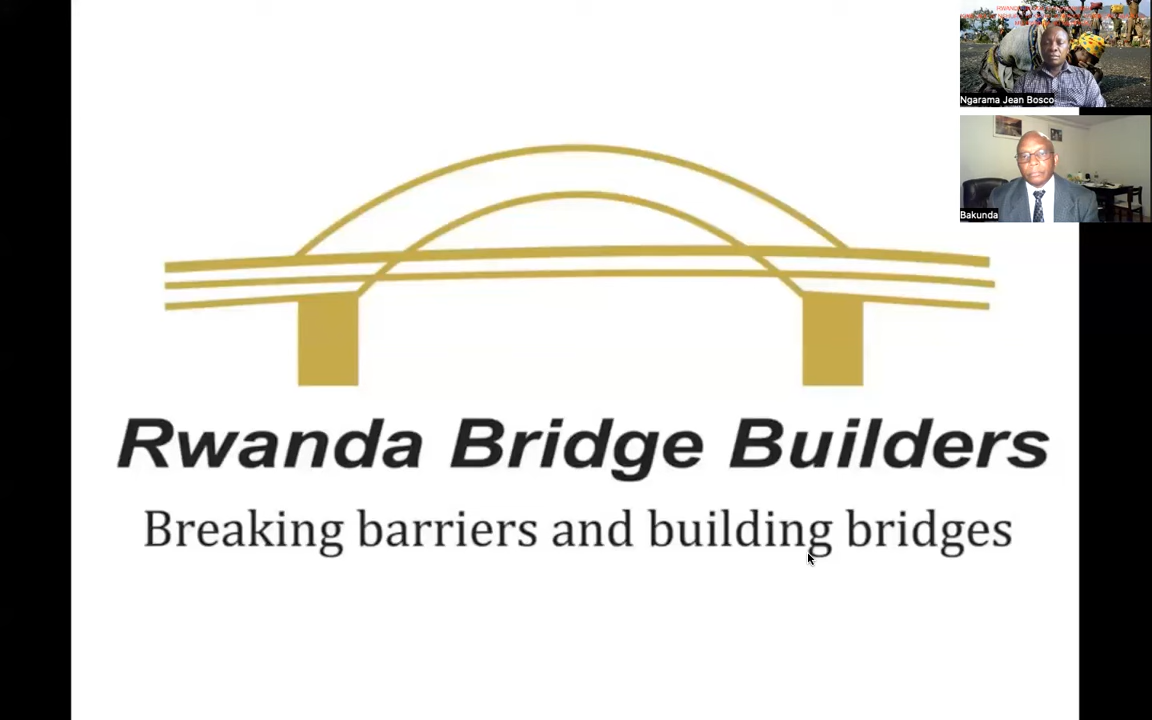 Rwanda Bridge Builders
Breaking barriers and building bridges
Ngarama Jean Bosco
Bakunda